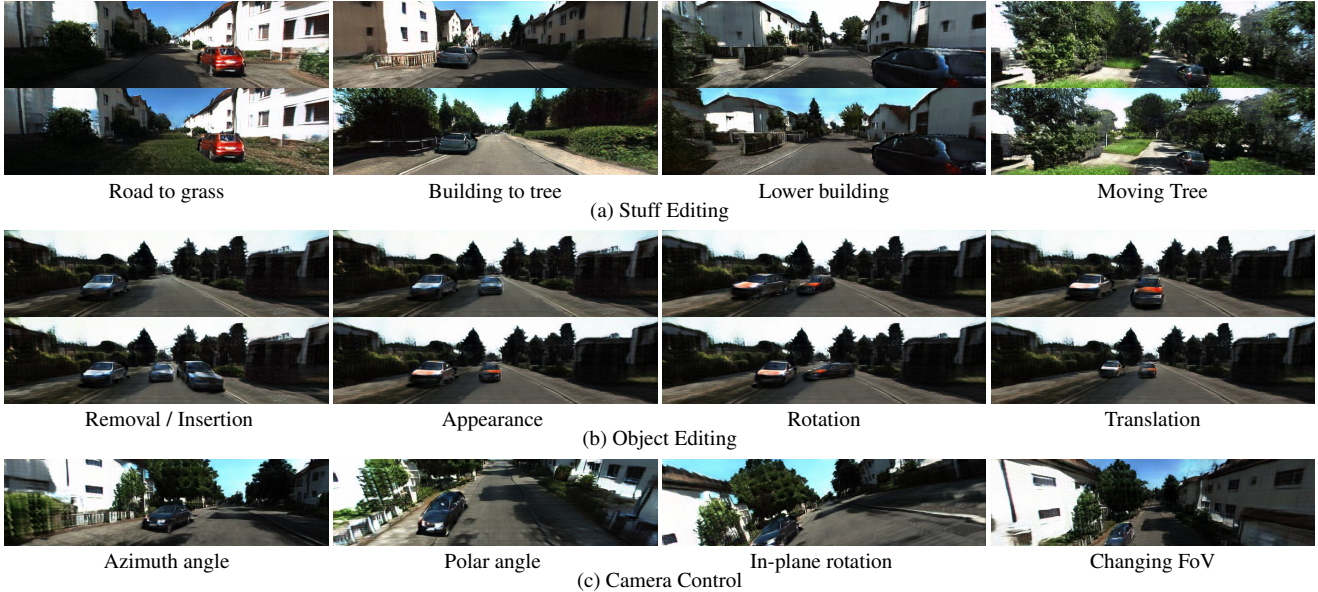 Road to grass
Building to tree
Lower building
Moving Tree
(a) Stuff Editing
Removal / Insertion
Appearance
Rotation
Translation
(b) Object Editing
Azimuth angle
Polar angle
In-plane rotation
Changing FoV
(c) Camera Control